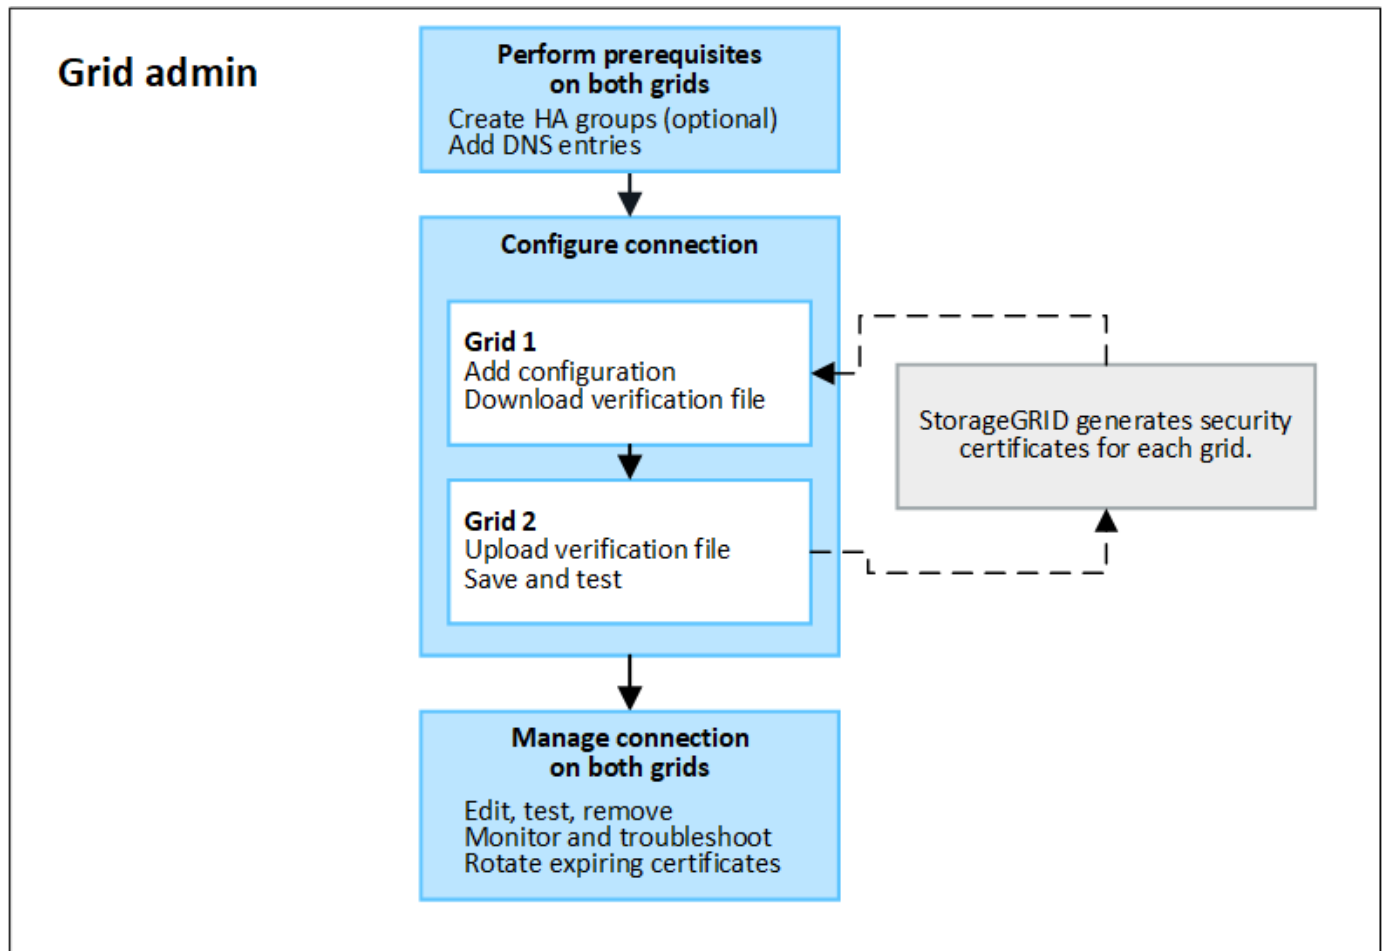 Grid admin
Perform prerequisites
on both grids
Create HA groups (optional)
Add DNS entries
Configure connection
Grid 1
Add configuration
Download verification file
StorageGRID generates security
certificates for each grid.
Grid 2
Upload verification file
Save and test
Manage connection
on both grids
Edit, test, remove
Monitor and troubleshoot
Rotate expiring certificates